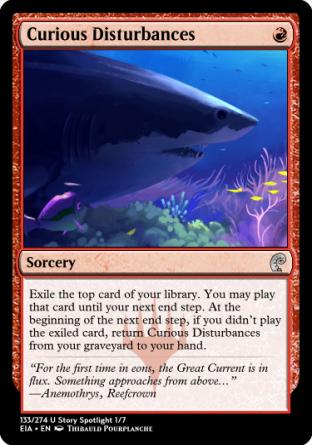 Curious Disturbances
Sorcery
Exile the top card of your library. You may play
that card until your next end step. At the
beginning of the next end step, if you didn't play
the exiled card, return Curious Disturbances
from your graveyard to your hand.
"For the first time in eons, the Great Current is in
flux. Something approaches from above…"
—Anemothrys, Reefcrown
133/274 U Story Spotlight 1/7
EIA • EN Thibauld Pourplanche